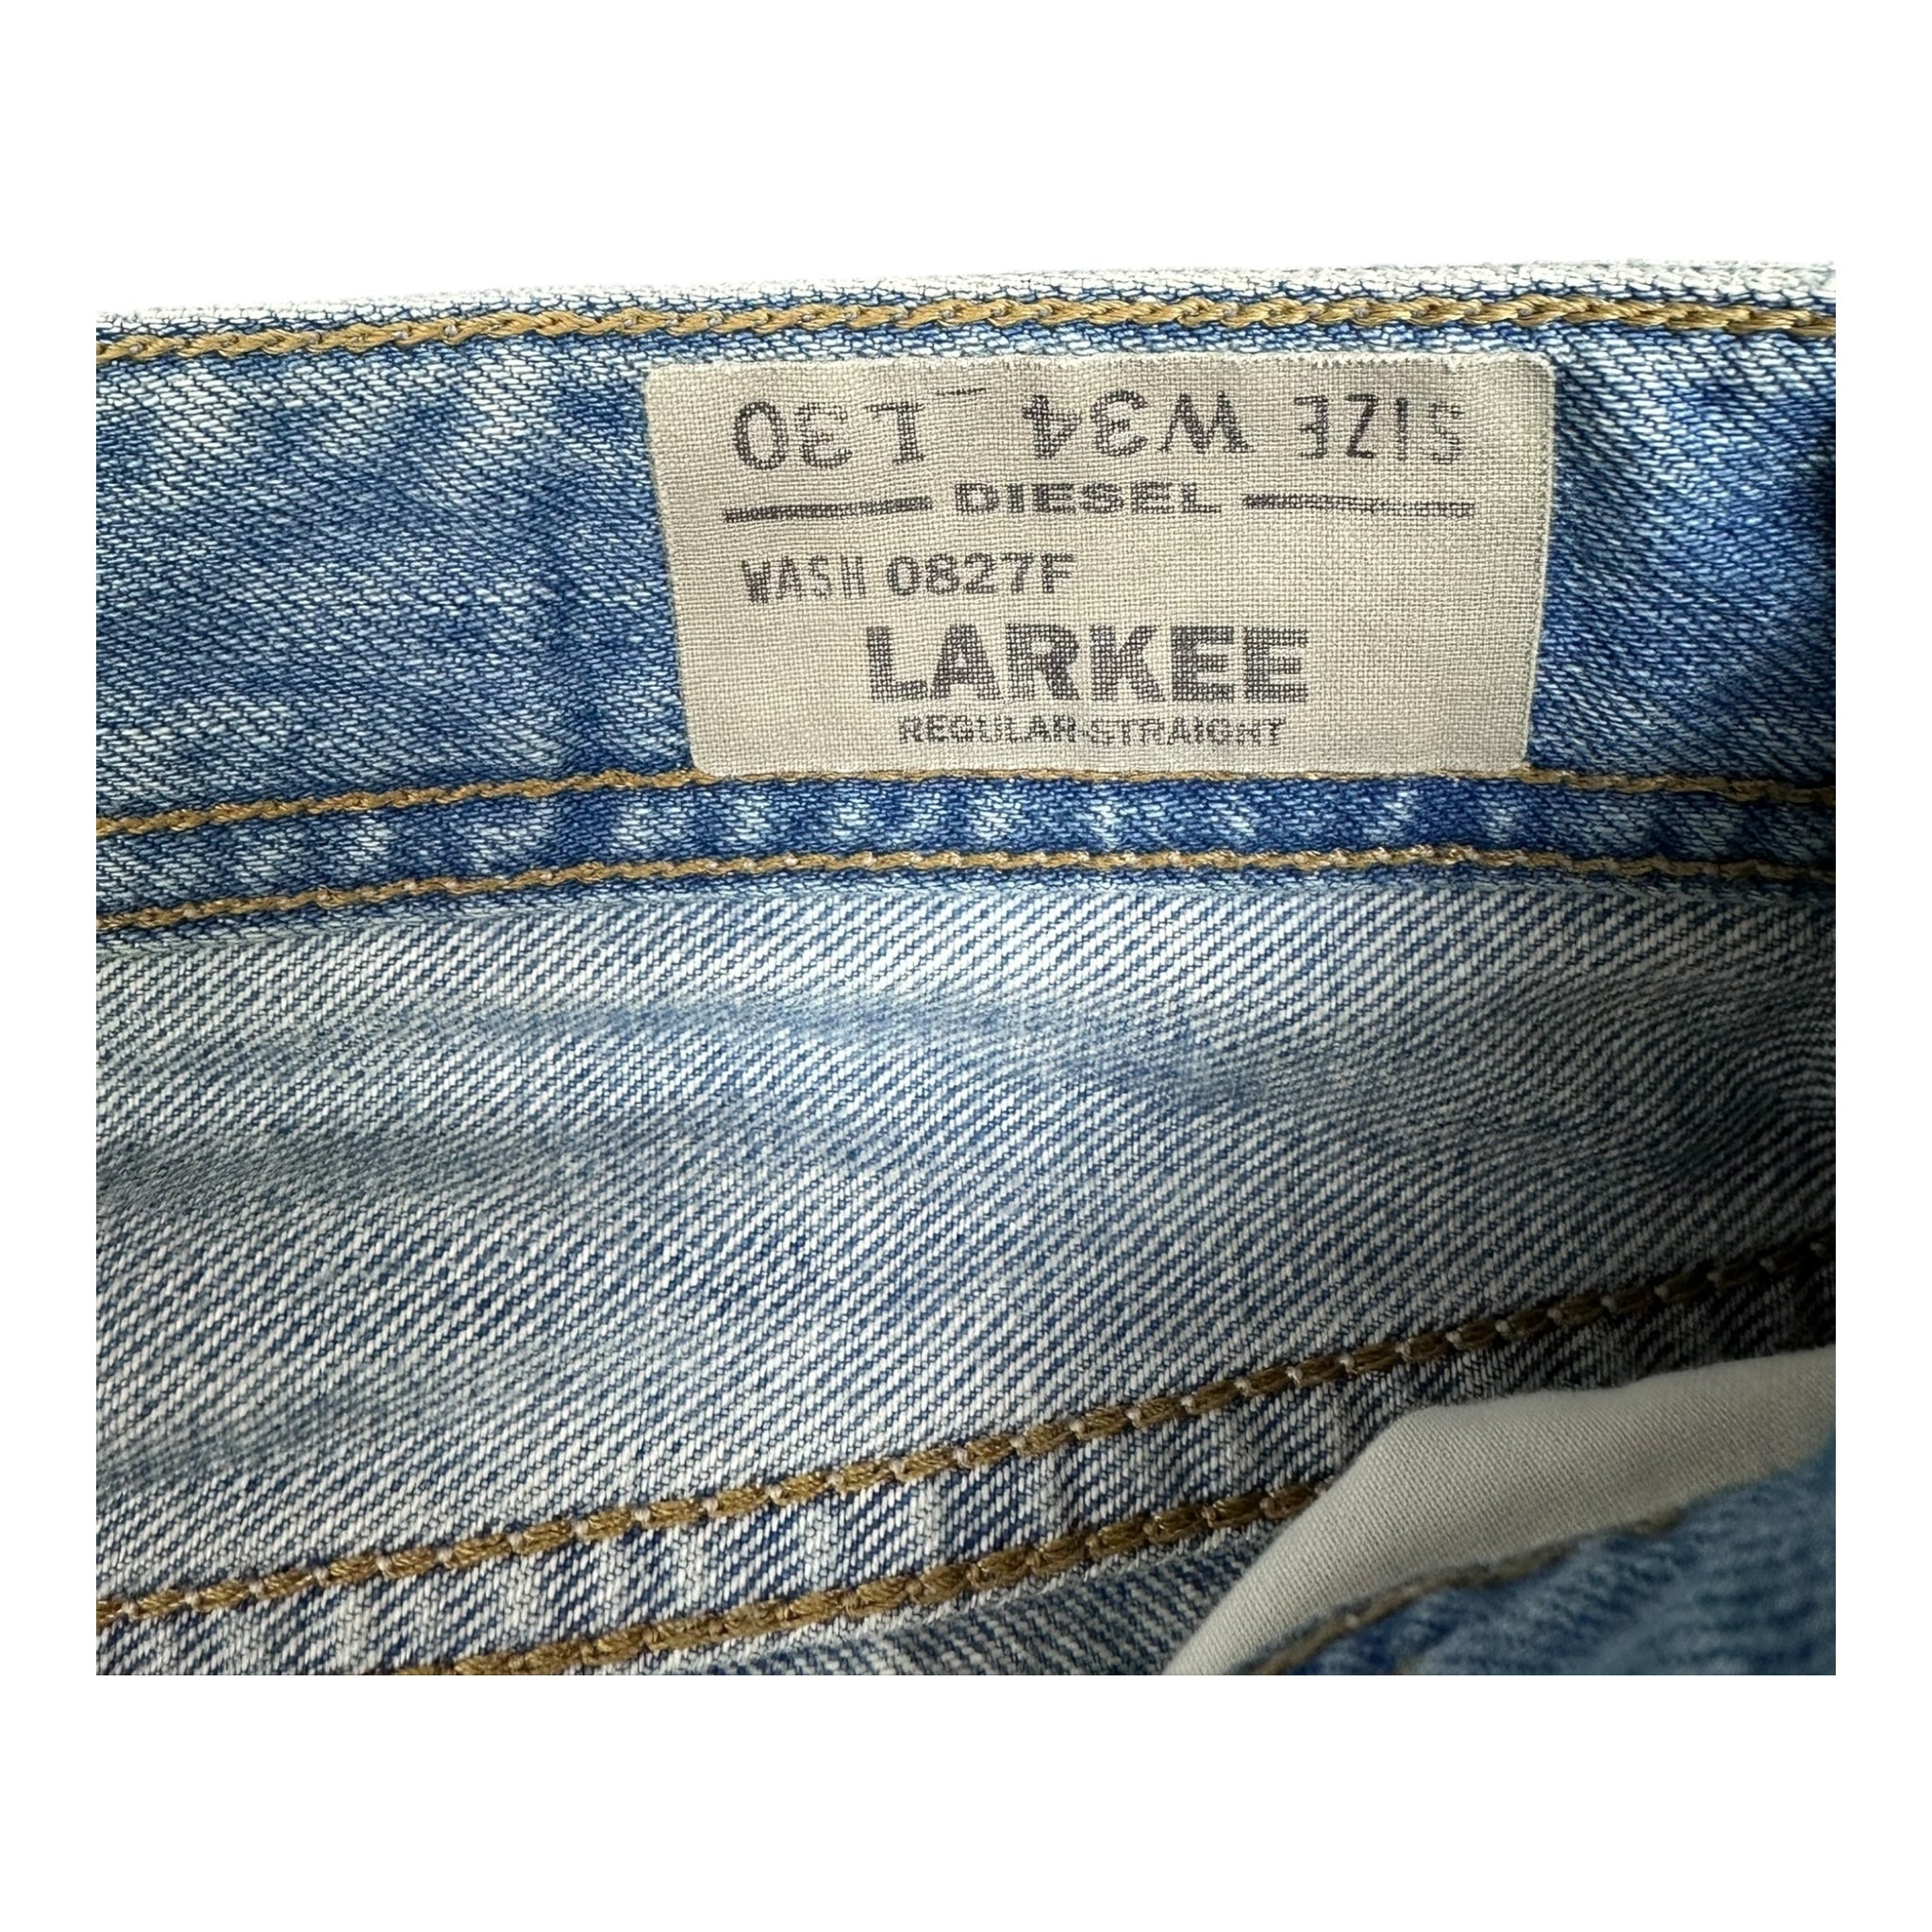 SIZE W34 L30
DIESEL
WASH 0827F
LARKEE
REGULAR-STRAIGHT